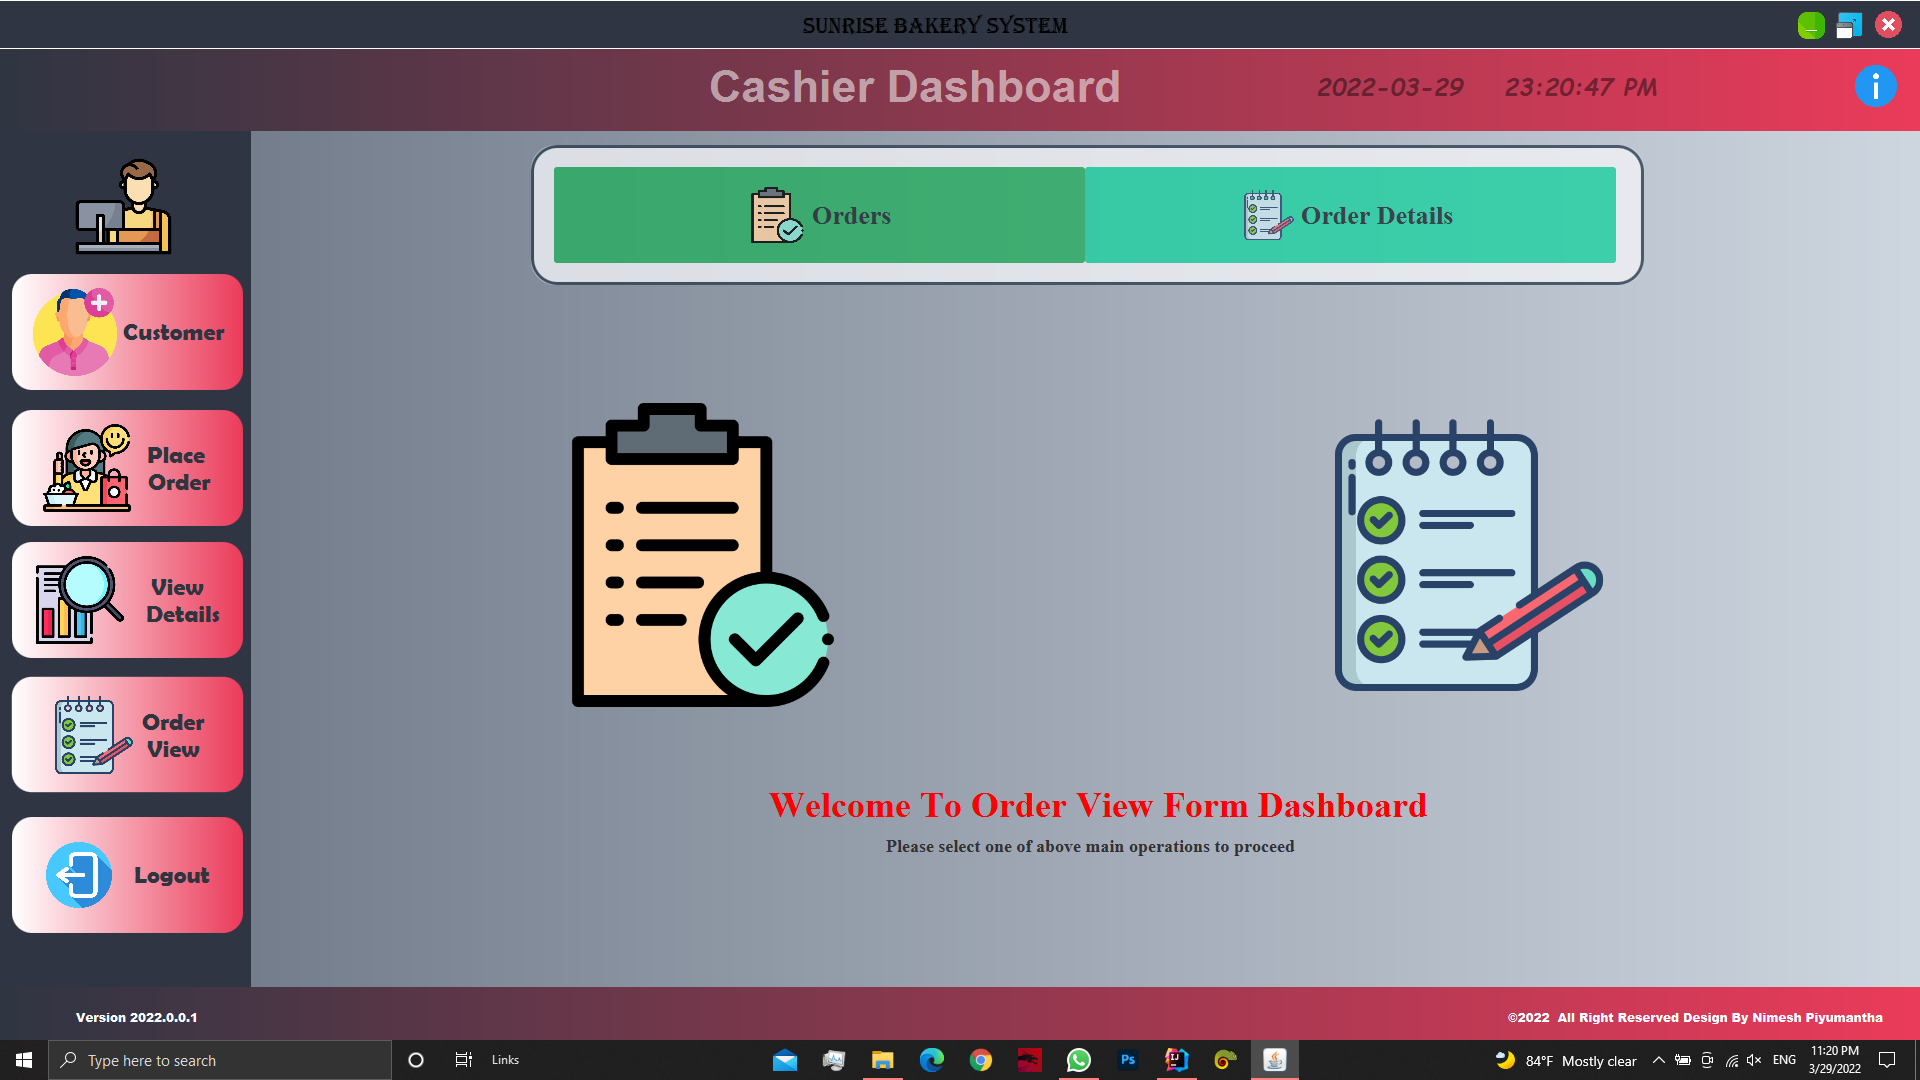 SUNRISE BAKERY SYSTEM
Cashier Dashboard
2022-03-29 23:20:47 PM
Orders
Order Details
Customer
Place
Order
View
Details
Order
View
Logout
Welcome To Order View Form Dashboard
Please select one of above main operations to proceed
Version 2022.0.0.1
©2022 All Right Reserved Design By Nimesh Piyumantha
Type here to search
Links
Ps
84°F Mostly clear
ENG
11:20 PM
3/29/2022